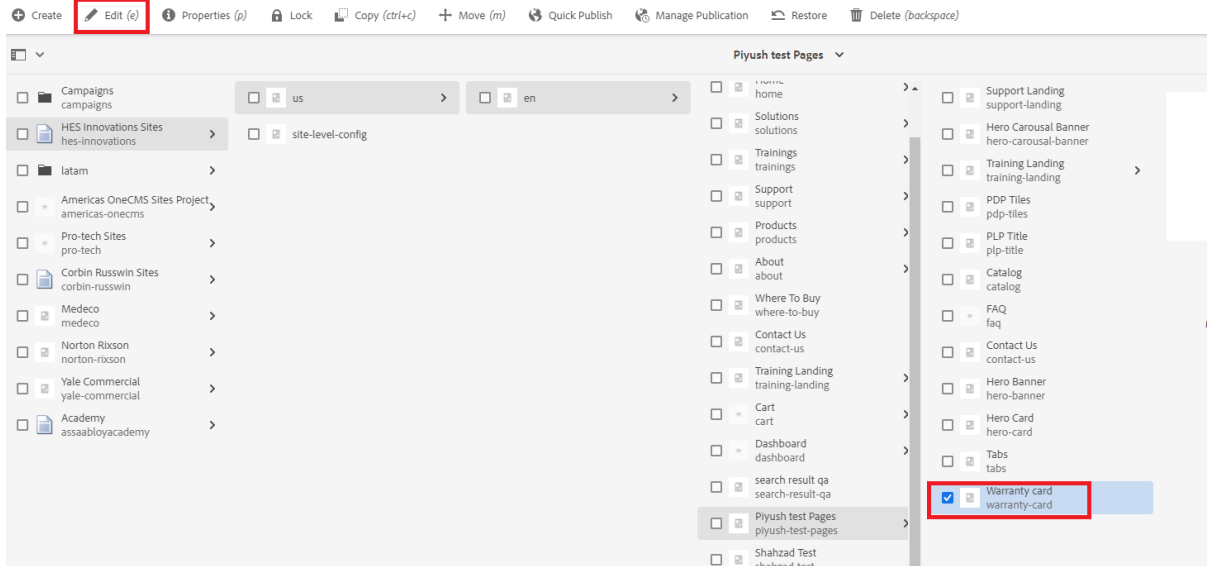 Create
Edit (e)
Properties (p)
Lock
Copy (ctrl+c)
Move (m)
Quick Publish
Manage Publication
Restore
Delete (backspace)
Piyush test Pages
Campaigns
campaigns
HES Innovations Sites
hes-innovations
latam
Americas OneCMS Sites Project
americas-onecms
Pro-tech Sites
pro-tech
Corbin Russwin Sites
corbin-russwin
Medeco
medeco
Norton Rixson
norton-rixson
Yale Commercial
yale-commercial
Academy
assaabloyacademy
us
site-level-config
en
Home
home
Solutions
solutions
Trainings
trainings
Support
support
Products
products
About
about
Where To Buy
where-to-buy
Contact Us
contact-us
Training Landing
training-landing
Cart
cart
Dashboard
dashboard
search result qa
search-result-qa
Piyush test Pages
piyush-test-pages
Shahzad Test
shahzad-test
Support Landing
support-landing
Hero Carousal Banner
hero-carousal-banner
Training Landing
training-landing
PDP Tiles
pdp-tiles
PLP Title
plp-title
Catalog
catalog
FAQ
faq
Contact Us
contact-us
Hero Banner
hero-banner
Hero Card
hero-card
Tabs
tabs
Warranty card
warranty-card